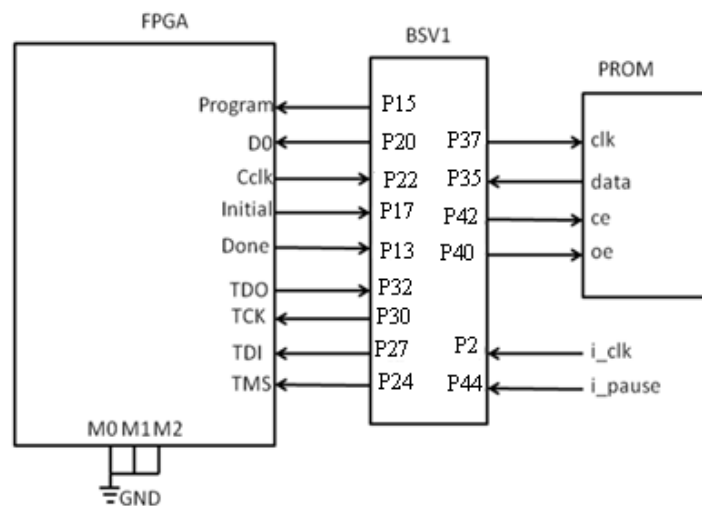 FPGA
BSV1
PROM
Program
P15
D0
P20
P37
clk
Cclk
P22
P35
data
Initial
P17
P42
ce
Done
P13
P40
oe
TDO
P32
TCK
P30
TDI
P27
P2
i_clk
TMS
P24
P44
i_pause
M0 M1 M2
GND